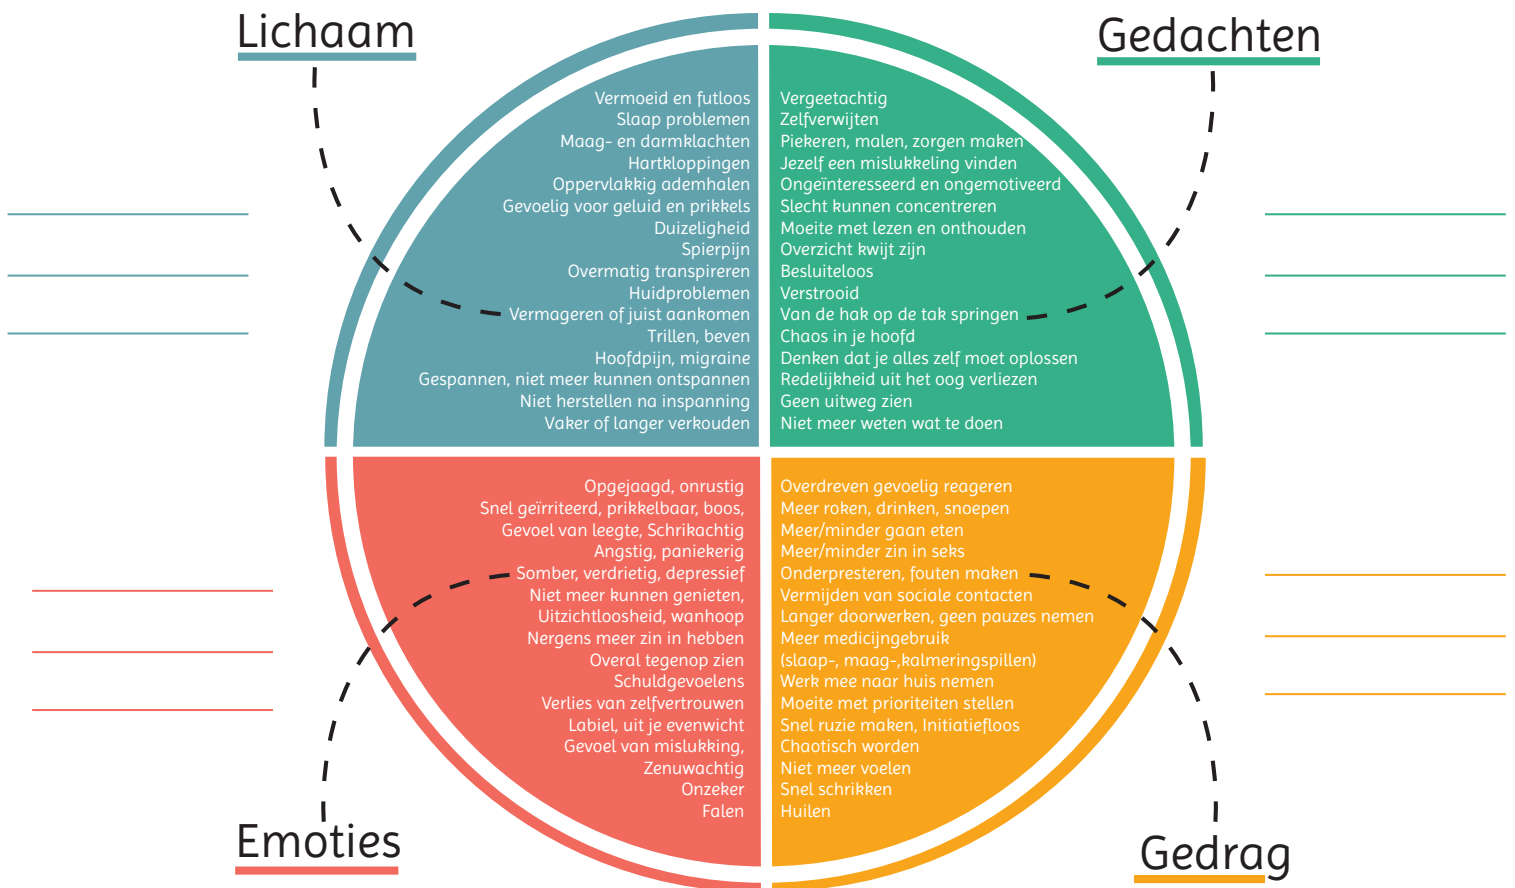 Lichaam
Vermoeid en futloos
Slaap problemen
Maag- en darmklachten
Hartkloppingen
Oppervlakkig ademhalen
Gevoelig voor geluid en prikkels
Duizeligheid
Spierpijn
Overmatig transpireren
Huidproblemen
Vermageren of juist aankomen
Trillen, beven
Hoofdpijn, migraine
Gespannen, niet meer kunnen ontspannen
Niet herstellen na inspanning
Vaker of langer verkouden
Gedachten
Vergeetachtig
Zelfverwijten
Piekeren, malen, zorgen maken
Jezelf een mislukkeling vinden
Ongeïnteresseerd en ongemotiveerd
Slecht kunnen concentreren
Moeite met lezen en onthouden
Overzicht kwijt zijn
Besluiteloos
Verstrooid
Van de hak op de tak springen
Chaos in je hoofd
Denken dat je alles zelf moet oplossen
Redelijkheid uit het oog verliezen
Geen uitweg zien
Niet meer weten wat te doen
Opgejaagd, onrustig
Snel geïrriteerd, prikkelbaar, boos,
Gevoel van leegte, Schrikachtig
Angstig, paniekerig
Somber, verdrietig, depressief
Niet meer kunnen genieten,
Uitzichtloosheid, wanhoop
Nergens meer zin in hebben
Overal tegenop zien
Schuldgevoelens
Verlies van zelfvertrouwen
Labiel, uit je evenwicht
Gevoel van mislukking,
Zenuwachtig
Onzeker
Falen
Emoties
Overdreven gevoelig reageren
Meer roken, drinken, snoepen
Meer/minder gaan eten
Meer/minder zin in seks
Onderpresteren, fouten maken
Vermijden van sociale contacten
Langer doorwerken, geen pauzes nemen
Meer medicijngebruik
(slaap-, maag-,kalmeringspillen)
Werk mee naar huis nemen
Moeite met prioriteiten stellen
Snel ruzie maken, Initiatiefloos
Chaotisch worden
Niet meer voelen
Snel schrikken
Huilen
Gedrag